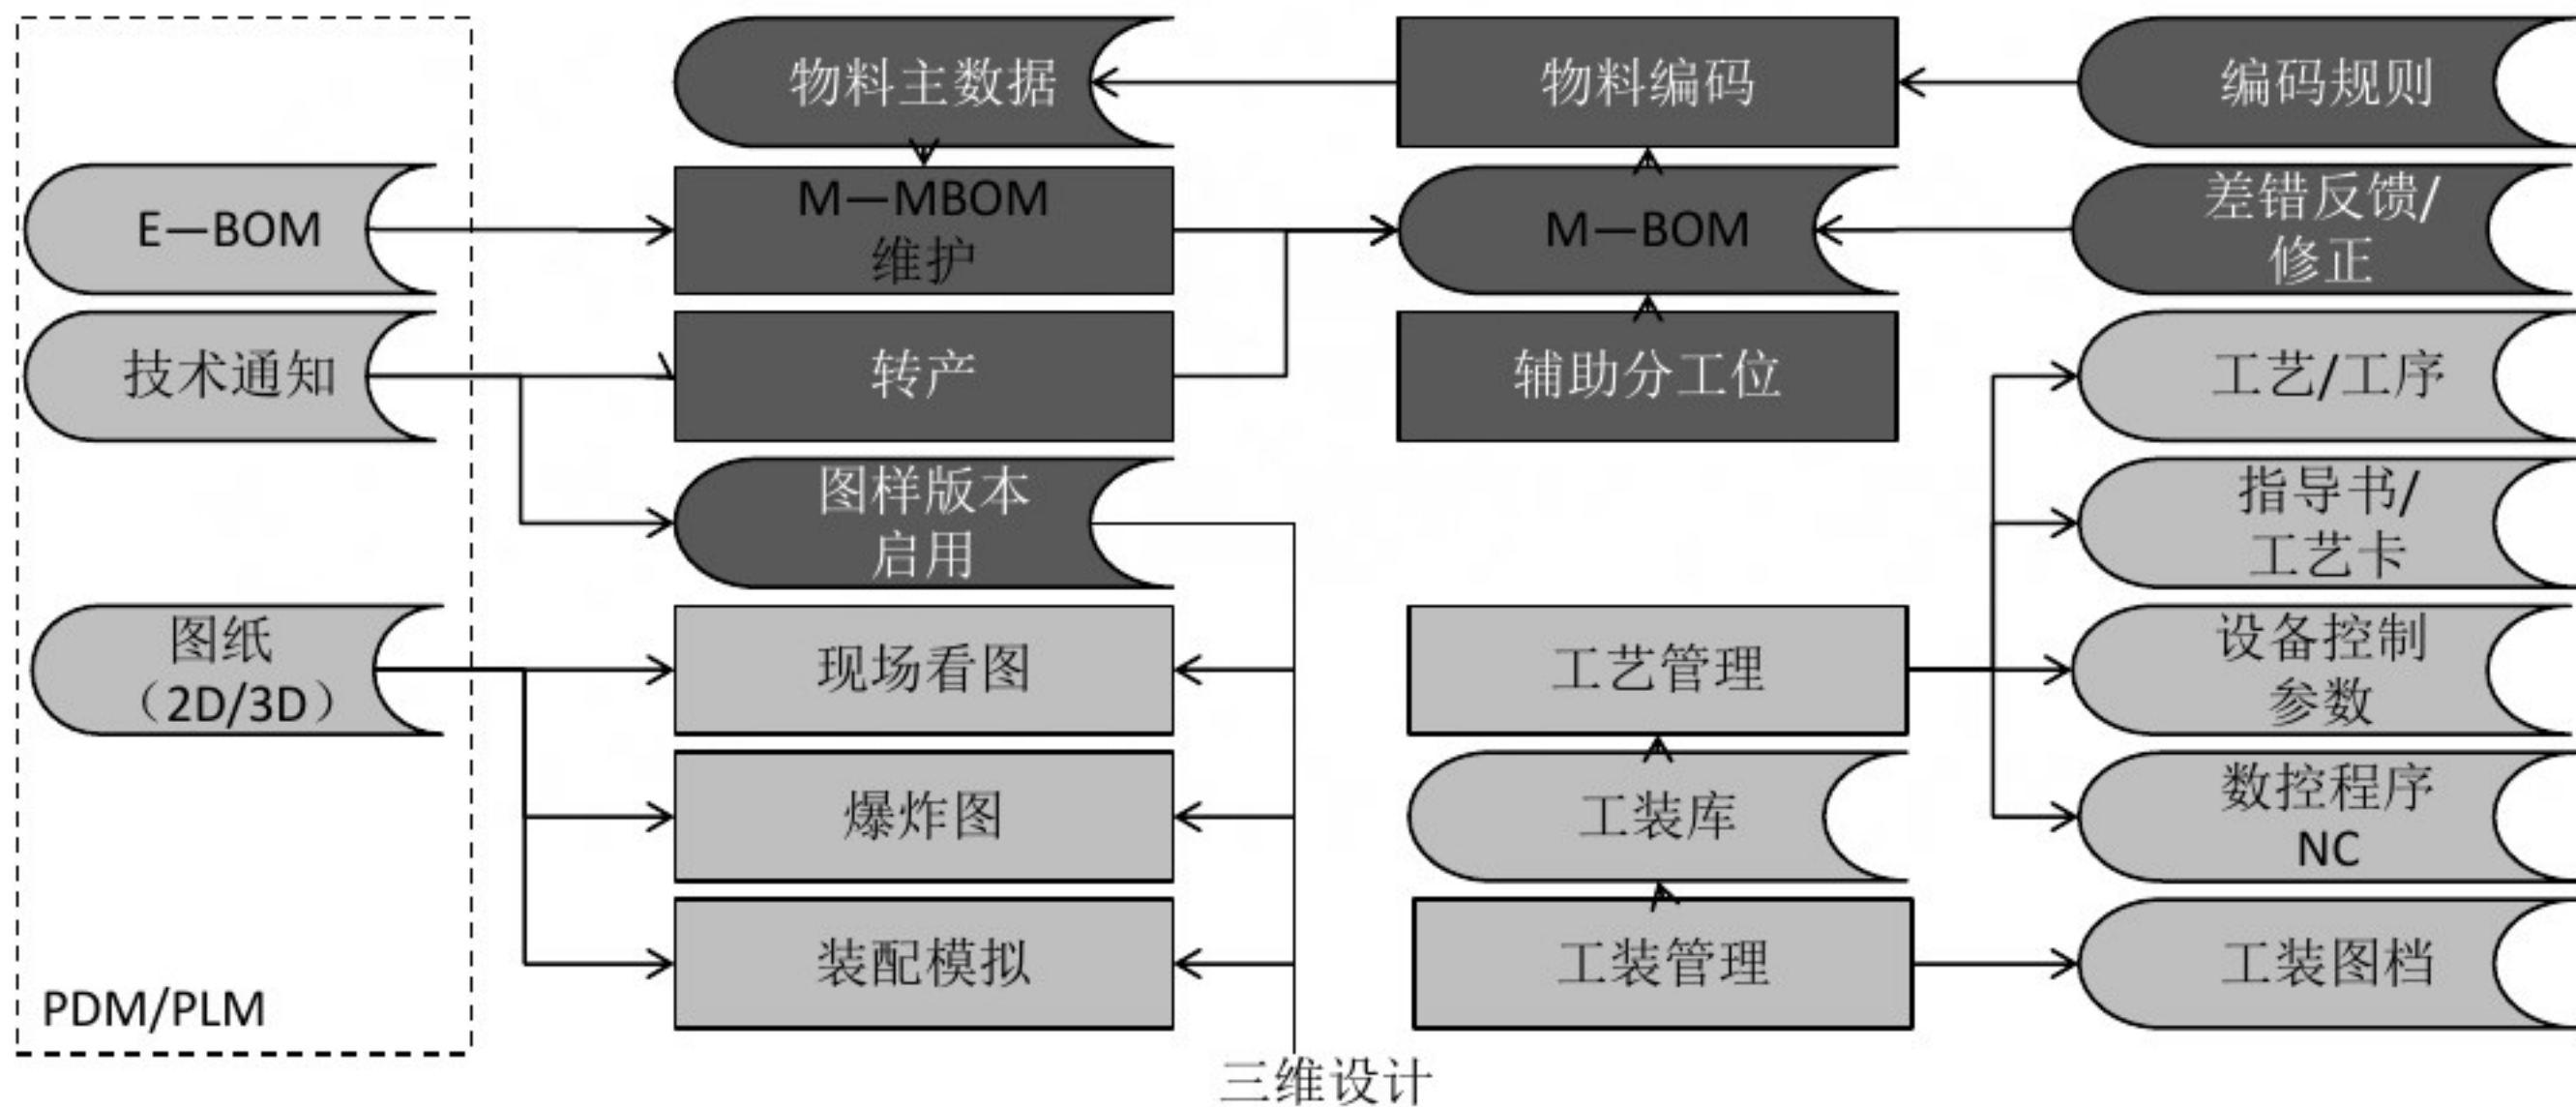 物料主数据
物料编码
编码规则
E—BOM
M—MBOM
维护
M—BOM
差错反馈/
修正
技术通知
转产
辅助分工位
工艺/工序
图样版本
启用
指导书/
工艺卡
图纸
（2D/3D）
现场看图
工艺管理
设备控制
参数
爆炸图
工装库
数控程序
NC
装配模拟
工装管理
工装图档
PDM/PLM
三维设计